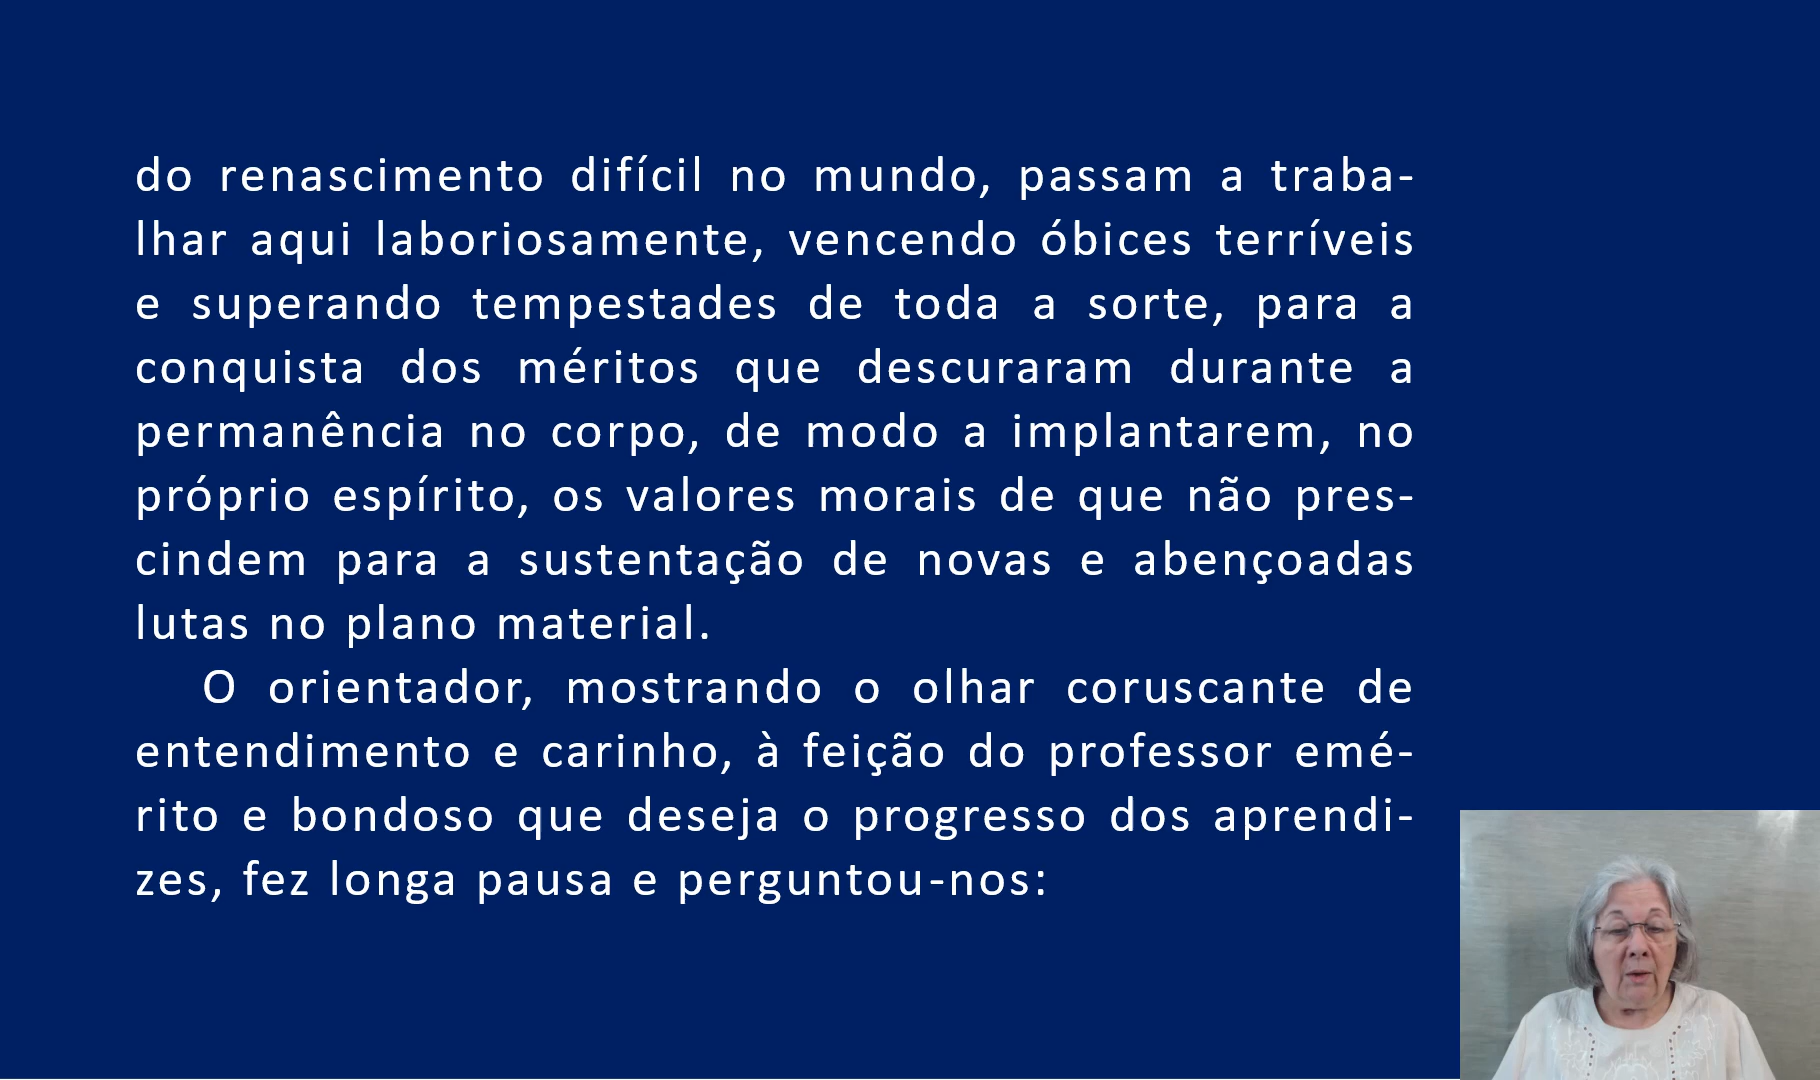 do renascimento difícil no mundo, passam a traba-
lhar aqui laboriosamente, vencendo óbices terríveis
e superando tempestades de toda a sorte, para a
conquista dos méritos que descuraram durante a
permanência no corpo, de modo a implantarem, no
próprio espírito, os valores morais de que não pres-
cindem para a sustentação de novas e abençoadas
lutas no plano material.
O orientador, mostrando o olhar coruscante de
entendimento e carinho, à feição do professor emé-
rito e bondoso que deseja o progresso dos aprendi-
zes, fez longa pausa e perguntou-nos: